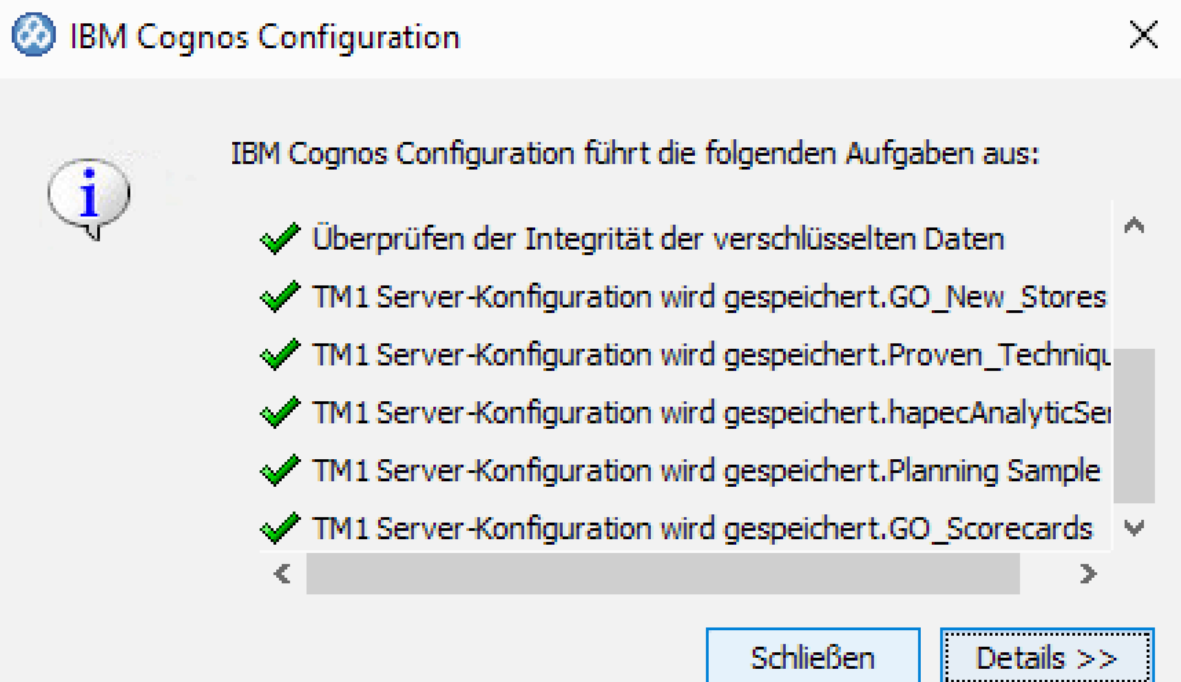 IBM Cognos Configuration
IBM Cognos Configuration führt die folgenden Aufgaben aus:
Überprüfen der Integrität der verschlüsselten Daten
TM1 Server-Konfiguration wird gespeichert.GO_New_Stores
TM1 Server-Konfiguration wird gespeichert.Proven_Techniqu
TM1 Server-Konfiguration wird gespeichert.hapecAnalyticSer
TM1 Server-Konfiguration wird gespeichert.Planning Sample
TM1 Server-Konfiguration wird gespeichert.GO_Scorecards
Schließen
Details >>